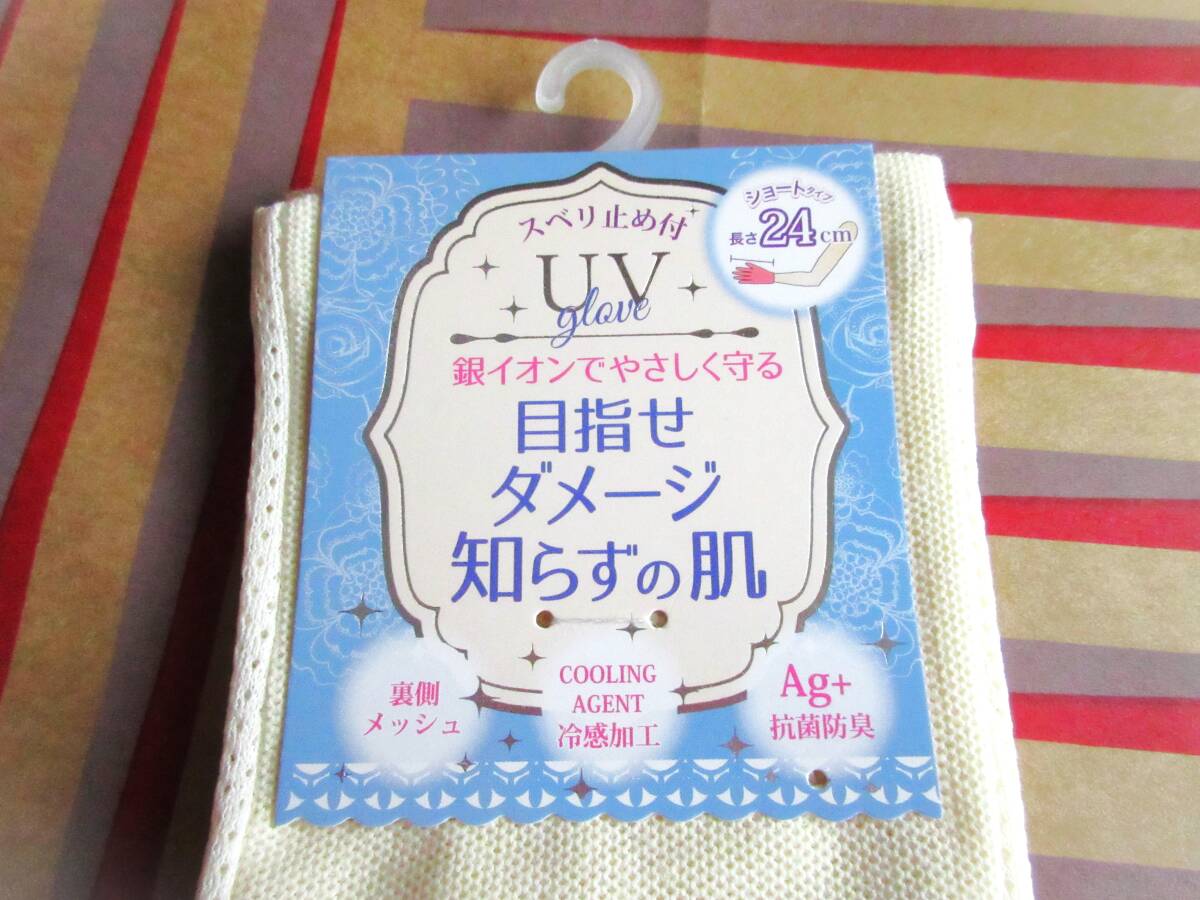 スベリ止め付
UV
glove
ショートタイプ
長さ24cm
銀イオンでやさしく守る
目指せ
ダメージ
知らずの肌
裏側
メッシュ
COOLING
AGENT
冷感加工
Ag+
抗菌防臭